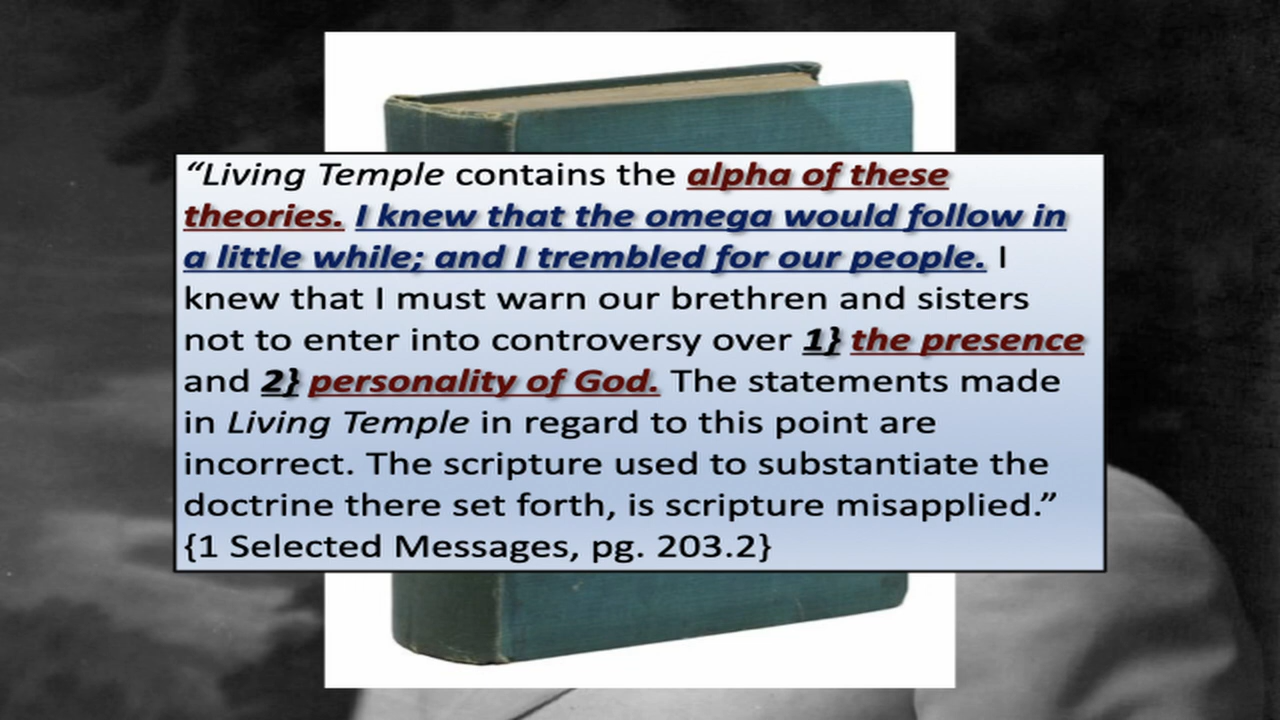 “Living Temple contains the alpha of these
theories. I knew that the omega would follow in
a little while; and I trembled for our people. I
knew that I must warn our brethren and sisters
not to enter into controversy over 1} the presence
and 2} personality of God. The statements made
in Living Temple in regard to this point are
incorrect. The scripture used to substantiate the
doctrine there set forth, is scripture misapplied.”
{1 Selected Messages, pg. 203.2}